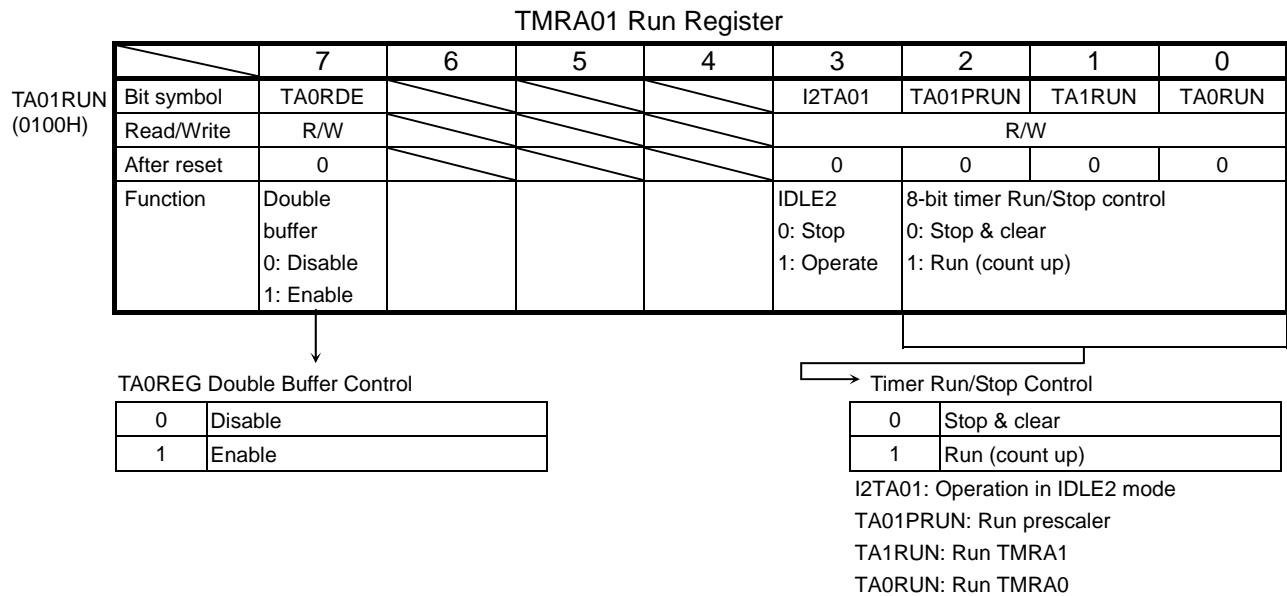 TMRA01 Run Register
7 6 5 4 3 2 1 0
TA01RUN Bit symbol TA0RDE I2TA01 TA01PRUN TA1RUN TA0RUN
(0100H) Read/Write R/W R/W
After reset 0 0 0 0 0
Function Double IDLE2 8-bit timer Run/Stop control
buffer 0: Stop 0: Stop & clear
0: Disable 1: Operate 1: Run (count up)
1: Enable
TA0REG Double Buffer Control Timer Run/Stop Control
0 Disable 0 Stop & clear
1 Enable 1 Run (count up)
I2TA01: Operation in IDLE2 mode
TA01PRUN: Run prescaler
TA1RUN: Run TMRA1
TA0RUN: Run TMRA0